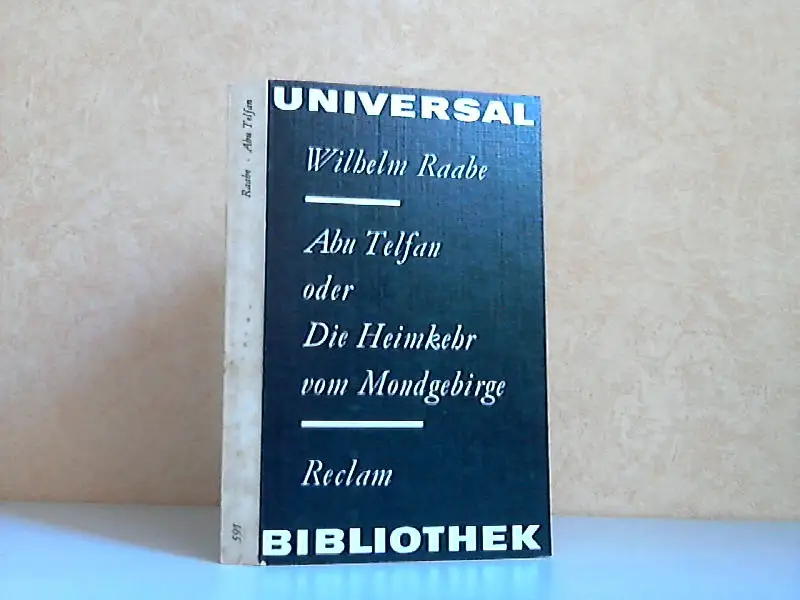 UNIVERSAL
Wilhelm Raabe
Abu Telfan
oder
Die Heimkehr
vom Mondgebirge
Reclam
BIBLIOTHEK
Raabe · Abu Telfan
591